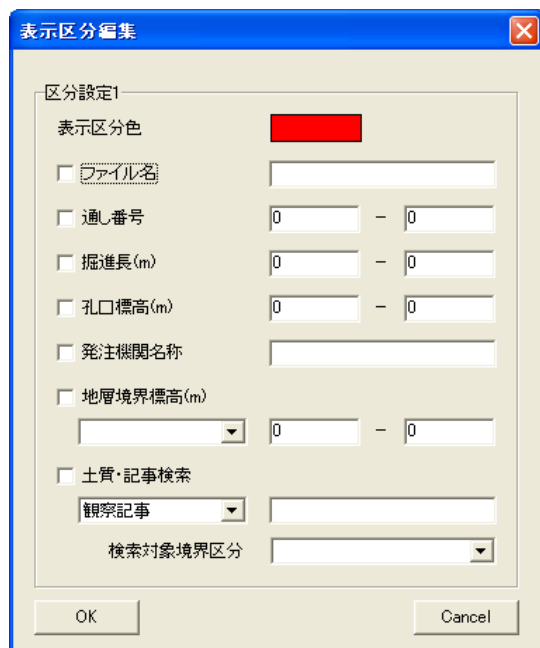 表示区分編集
区分設定1
表示区分色
ファイル名
通し番号 0 - 0
掘進長(m) 0 - 0
孔口標高(m) 0 - 0
発注機関名称
地層境界標高(m)
0 - 0
土質・記事検索
観察記事
検索対象境界区分
OK Cancel